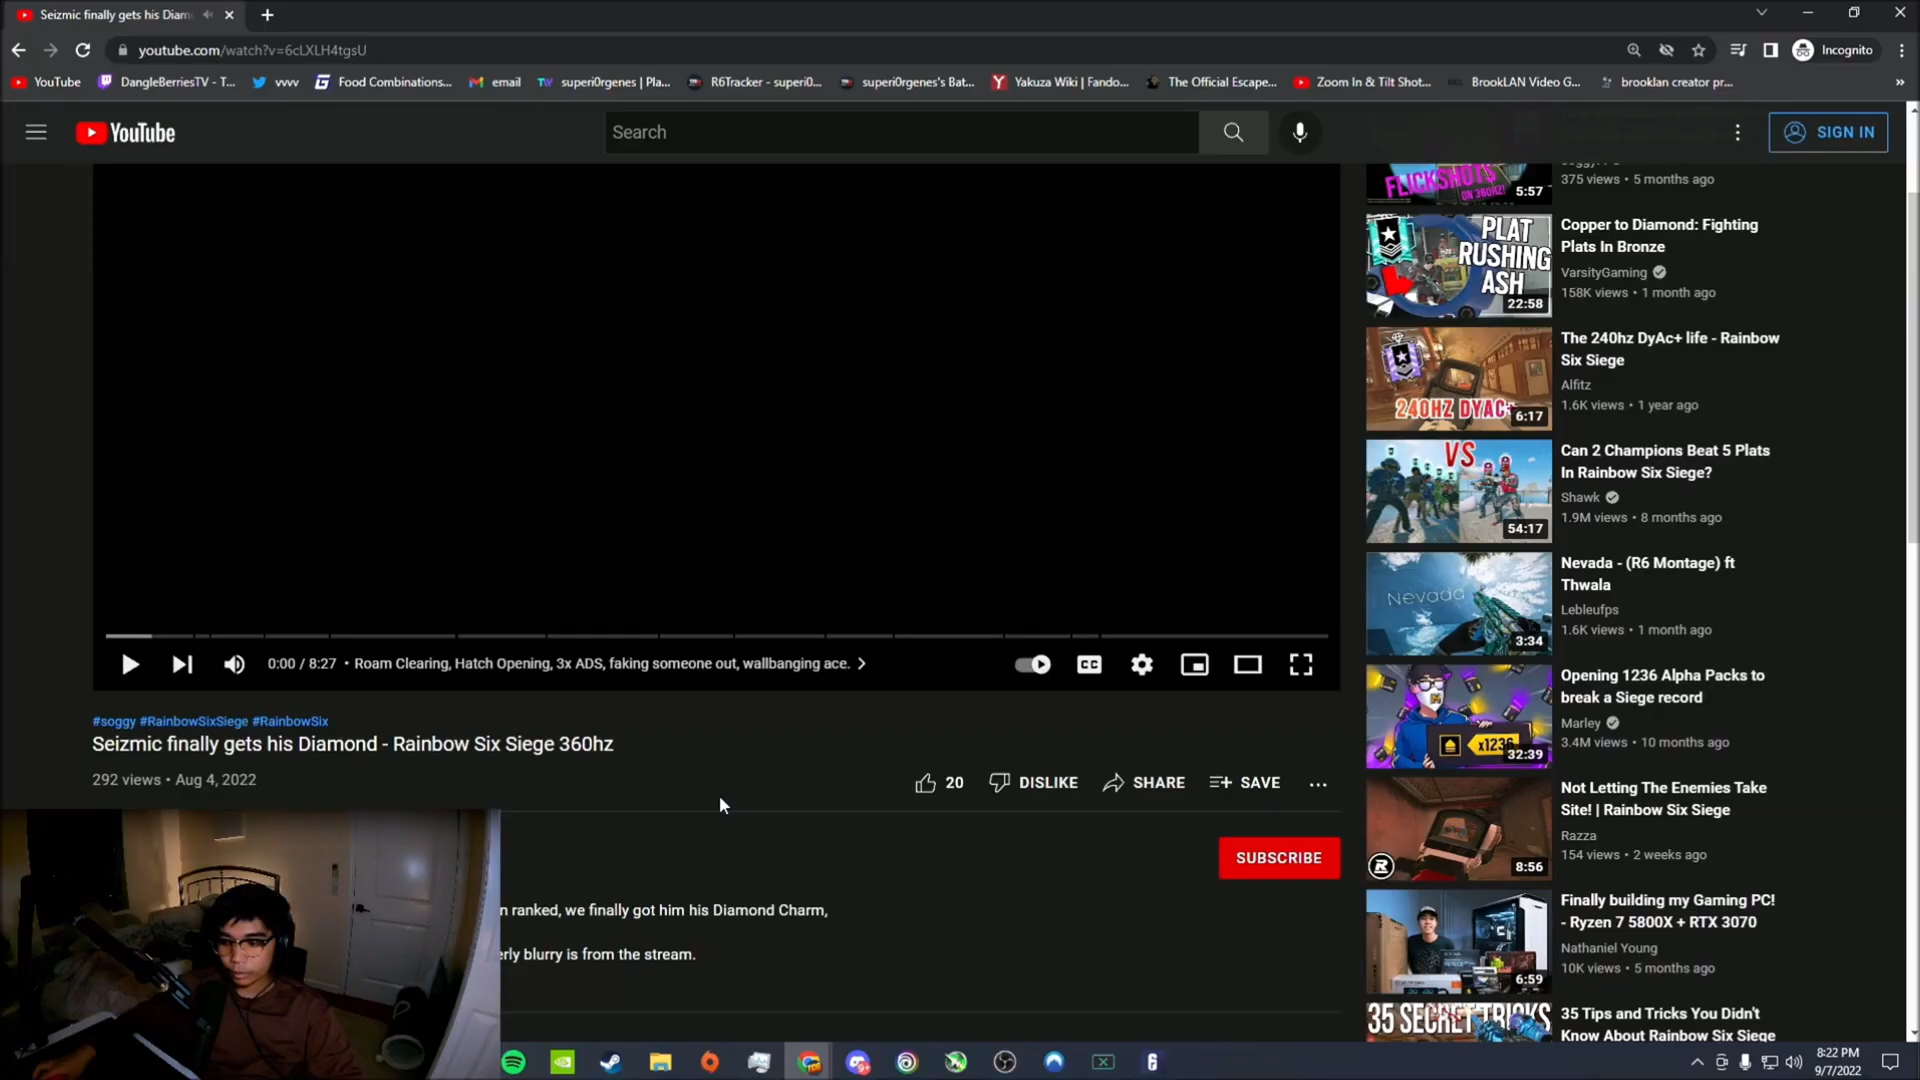 Seizmic finally gets his Diam
youtube.com/watch?v=6cLXLH4tgsU
Incognito
YouTube
DangleBerriesTV - T...
vvvv
Food Combinations...
email
superi0rgenes | Pla...
R6Tracker - superi0...
superi0rgenes's Bat...
Yakuza Wiki | Fando...
The Official Escape...
Zoom In & Tilt Shot...
BrookLAN Video G...
brooklan creator pr...
YouTube
Search
SIGN IN
FLICKSHOTS
ON 360HZ!
5:57
375 views • 5 months ago
PLAT
RUSHING
ASH
22:58
Copper to Diamond: Fighting
Plats In Bronze
VarsityGaming
158K views • 1 month ago
240HZ DYAC+
6:17
The 240hz DyAc+ life - Rainbow
Six Siege
Alfitz
1.6K views • 1 year ago
VS
54:17
Can 2 Champions Beat 5 Plats
In Rainbow Six Siege?
Shawk
1.9M views • 8 months ago
Nevada
3:34
Nevada - (R6 Montage) ft
Thwala
Lebleufps
1.6K views • 1 month ago
x1236
32:39
Opening 1236 Alpha Packs to
break a Siege record
Marley
3.4M views • 10 months ago
R
8:56
Not Letting The Enemies Take
Site! | Rainbow Six Siege
Razza
154 views • 2 weeks ago
6:59
Finally building my Gaming PC!
- Ryzen 7 5800X + RTX 3070
Nathaniel Young
10K views • 5 months ago
35 SECRET TRICKS
35 Tips and Tricks You Didn't
Know About Rainbow Six Siege
0:00 / 8:27 • Roam Clearing, Hatch Opening, 3x ADS, faking someone out, wallbanging ace.
CC
#soggy #RainbowSixSiege #RainbowSix
Seizmic finally gets his Diamond - Rainbow Six Siege 360hz
292 views • Aug 4, 2022
20
DISLIKE
SHARE
SAVE
SUBSCRIBE
n ranked, we finally got him his Diamond Charm,
erly blurry is from the stream.
9+
6
8:22 PM
9/7/2022